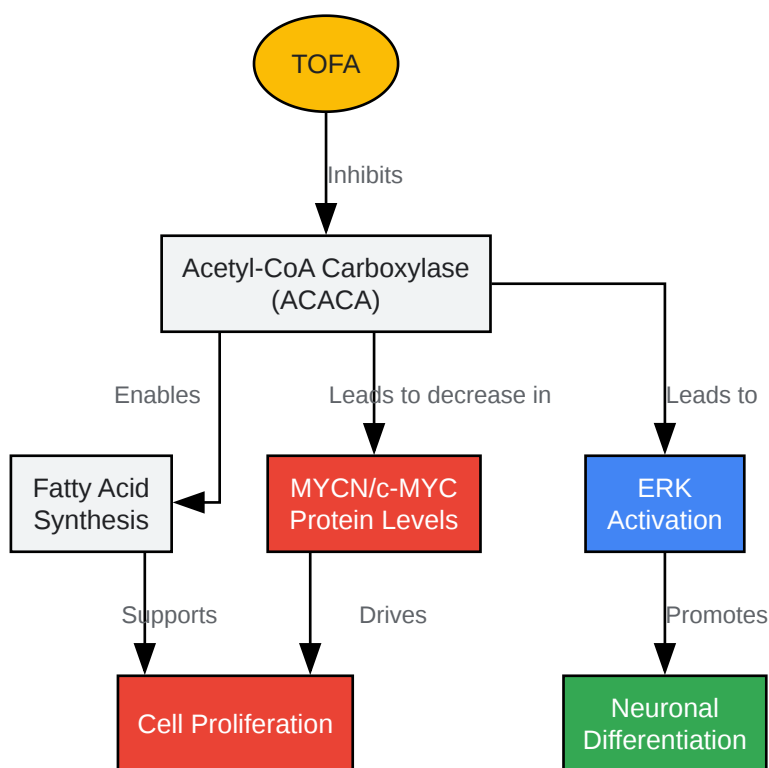 TOFA
Inhibits
Acetyl-CoA Carboxylase
(ACACA)
Enables
Leads to decrease in
Leads to
Fatty Acid
Synthesis
MYCN/c-MYC
Protein Levels
ERK
Activation
Supports
Drives
Promotes
Cell Proliferation
Neuronal
Differentiation